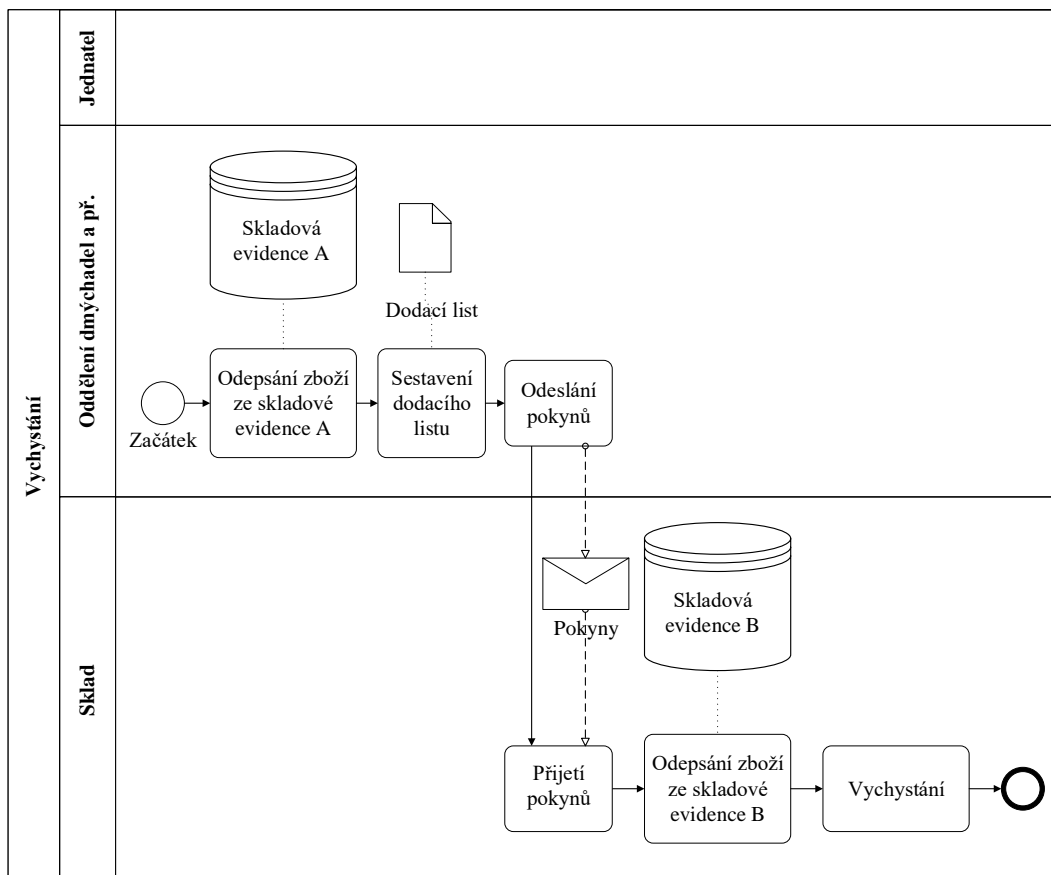 Vychystání
Jednatel
Oddělení dmýchadel a př.
Skladová
evidence A
Dodací list
Začátek
Odepsání zboží
ze skladové
evidence A
Sestavení
dodacího
listu
Odeslání
pokynů
Sklad
Pokyny
Skladová
evidence B
Přijetí
pokynů
Odepsání zboží
ze skladové
evidence B
Vychystání